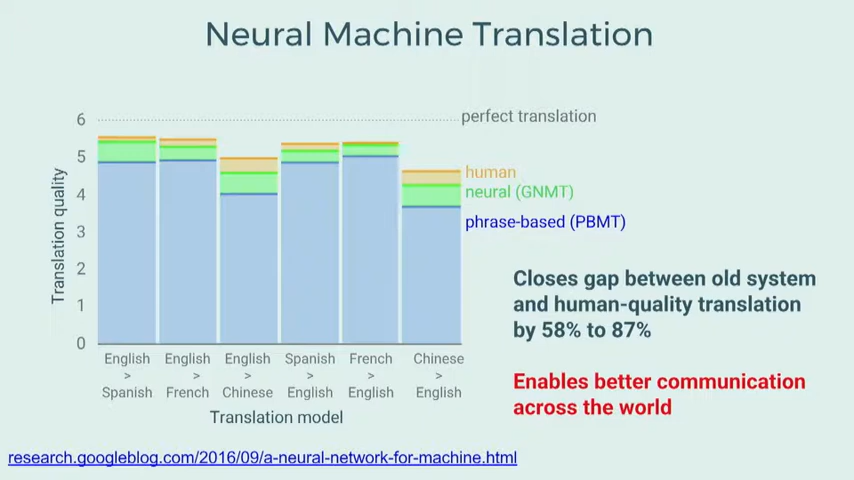 Neural Machine Translation
6
5
4
3
2
1
0
Translation quality
perfect translation
human
neural (GNMT)
phrase-based (PBMT)
English > Spanish
English > French
English > Chinese
Spanish > English
French > English
Chinese > English
Translation model
Closes gap between old system
and human-quality translation
by 58% to 87%
Enables better communication
across the world
research.googleblog.com/2016/09/a-neural-network-for-machine.html